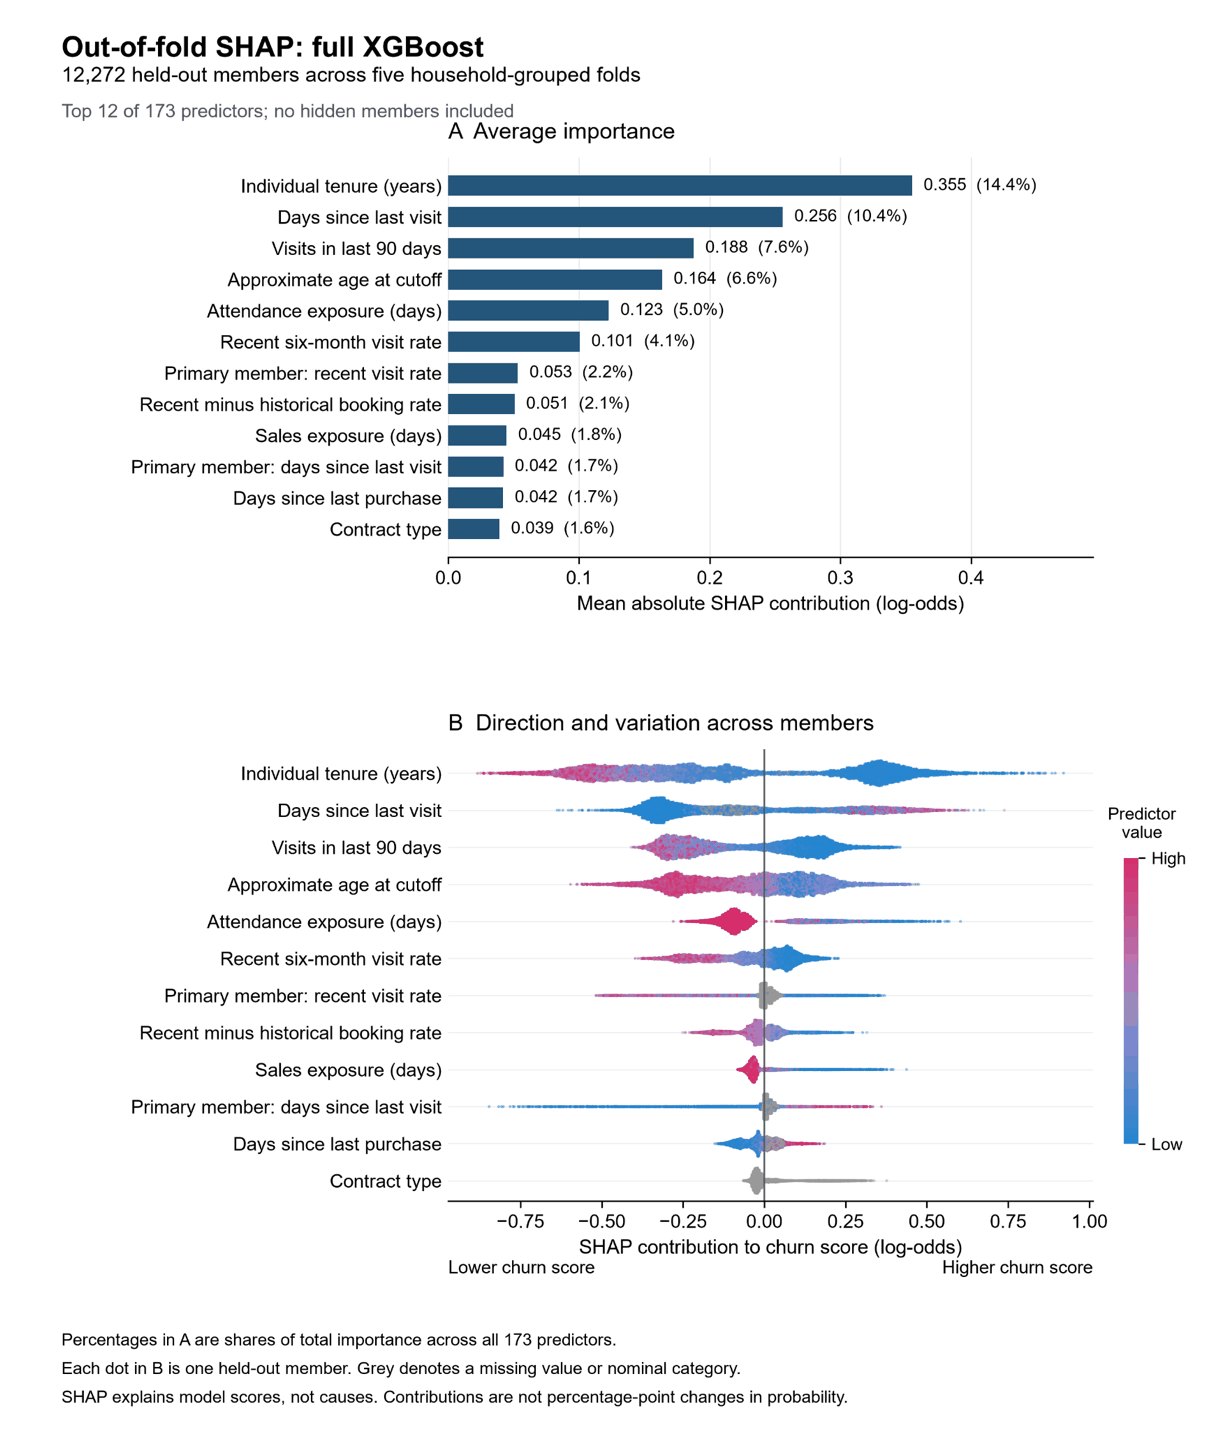 Out-of-fold SHAP: full XGBoost
12,272 held-out members across five household-grouped folds
Top 12 of 173 predictors; no hidden members included
A Average importance
Individual tenure (years) 0.355 (14.4%)
Days since last visit 0.256 (10.4%)
Visits in last 90 days 0.188 (7.6%)
Approximate age at cutoff 0.164 (6.6%)
Attendance exposure (days) 0.123 (5.0%)
Recent six-month visit rate 0.101 (4.1%)
Primary member: recent visit rate 0.053 (2.2%)
Recent minus historical booking rate 0.051 (2.1%)
Sales exposure (days) 0.045 (1.8%)
Primary member: days since last visit 0.042 (1.7%)
Days since last purchase 0.042 (1.7%)
Contract type 0.039 (1.6%)
0.0 0.1 0.2 0.3 0.4
Mean absolute SHAP contribution (log-odds)
B Direction and variation across members
Individual tenure (years)
Days since last visit
Visits in last 90 days
Approximate age at cutoff
Attendance exposure (days)
Recent six-month visit rate
Primary member: recent visit rate
Recent minus historical booking rate
Sales exposure (days)
Primary member: days since last visit
Days since last purchase
Contract type
Predictor
value
High
Low
−0.75 −0.50 −0.25 0.00 0.25 0.50 0.75 1.00
SHAP contribution to churn score (log-odds)
Lower churn score Higher churn score
Percentages in A are shares of total importance across all 173 predictors.
Each dot in B is one held-out member. Grey denotes a missing value or nominal category.
SHAP explains model scores, not causes. Contributions are not percentage-point changes in probability.